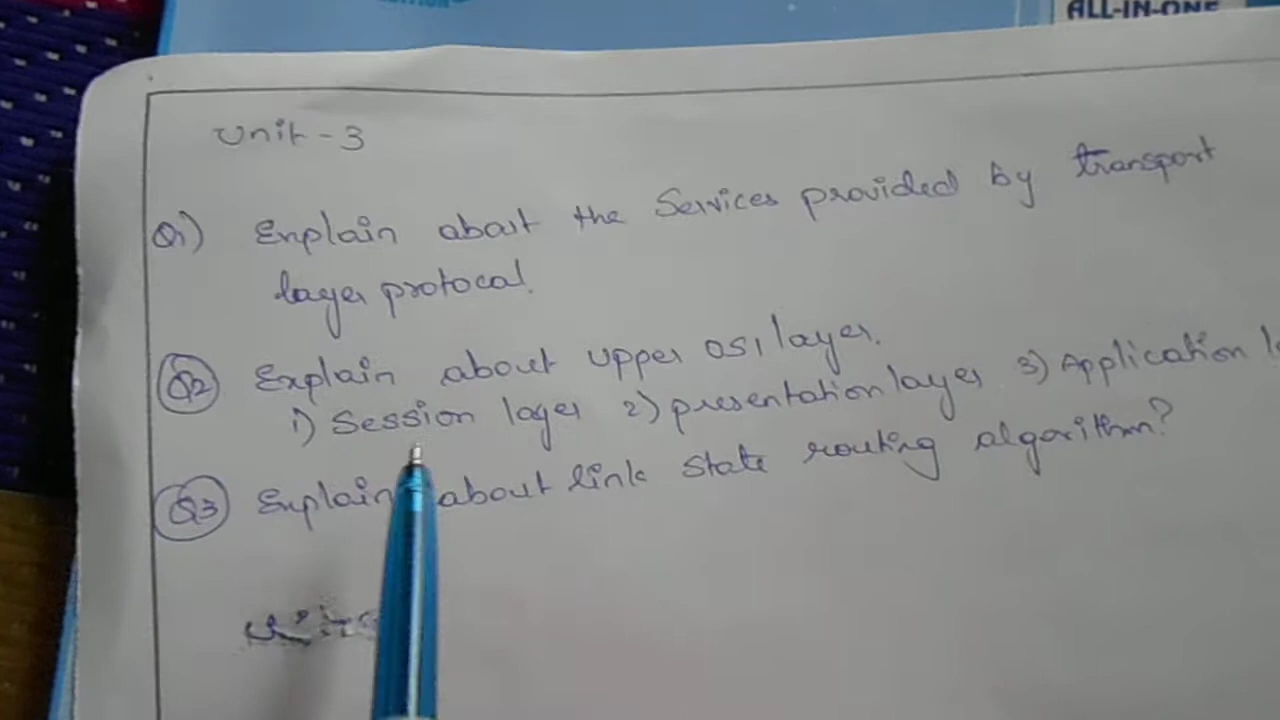 ALL-IN-ONE
Unit - 3
Q1) Explain about the Services provided by transport
layer protocal.
Q2 Explain about upper OSI layer.
1) Session layer 2) presentation layer 3) Application
Q3 Explain about link state routing algorithm?